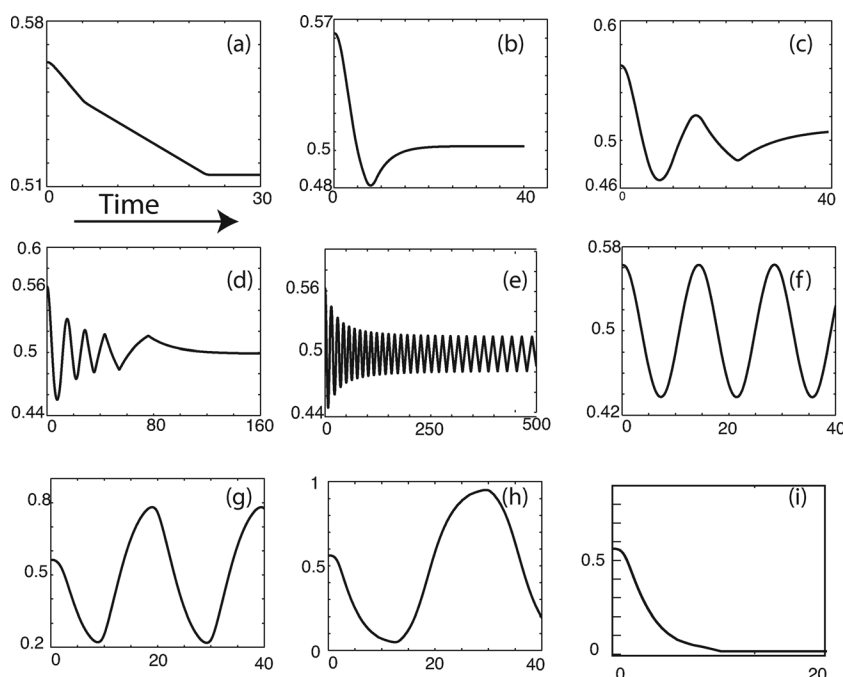 0.58 (a) 0.51 0 30
0.57 (b) 0.5 0.48 0 40
0.6 (c) 0.5 0.46 0 40
Time
0.6 (d) 0.56 0.5 0.44 0 80 160
0.56 (e) 0.5 0.44 0 250 500
0.58 (f) 0.5 0.42 0 20 40
0.8 (g) 0.5 0.2 0 20 40
1 (h) 0.5 0 0 20 40
(i) 0.5 0 0 20